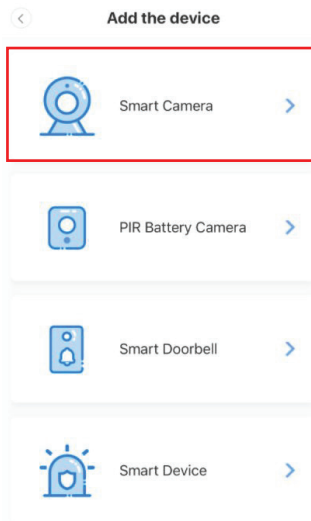 Add the device
Smart Camera
PIR Battery Camera
Smart Doorbell
Smart Device